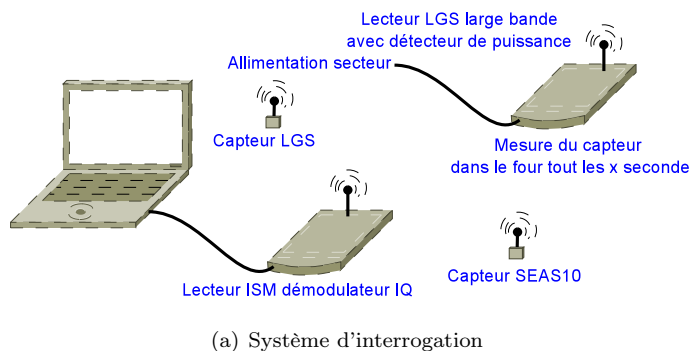 Lecteur LGS large bande
avec détecteur de puissance
Allimentation secteur
Capteur LGS
Mesure du capteur
dans le four tout les x seconde
Lecteur ISM démodulateur IQ
Capteur SEAS10
(a) Système d'interrogation